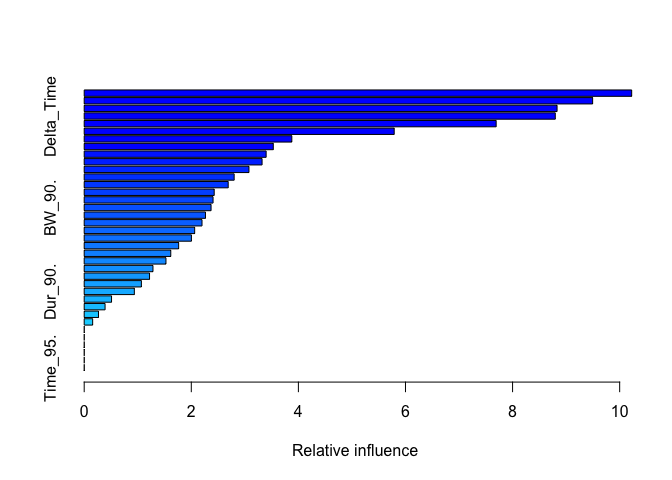 Delta_Time
BW_90.
Dur_90.
Time_95.
0 2 4 6 8 10
Relative influence